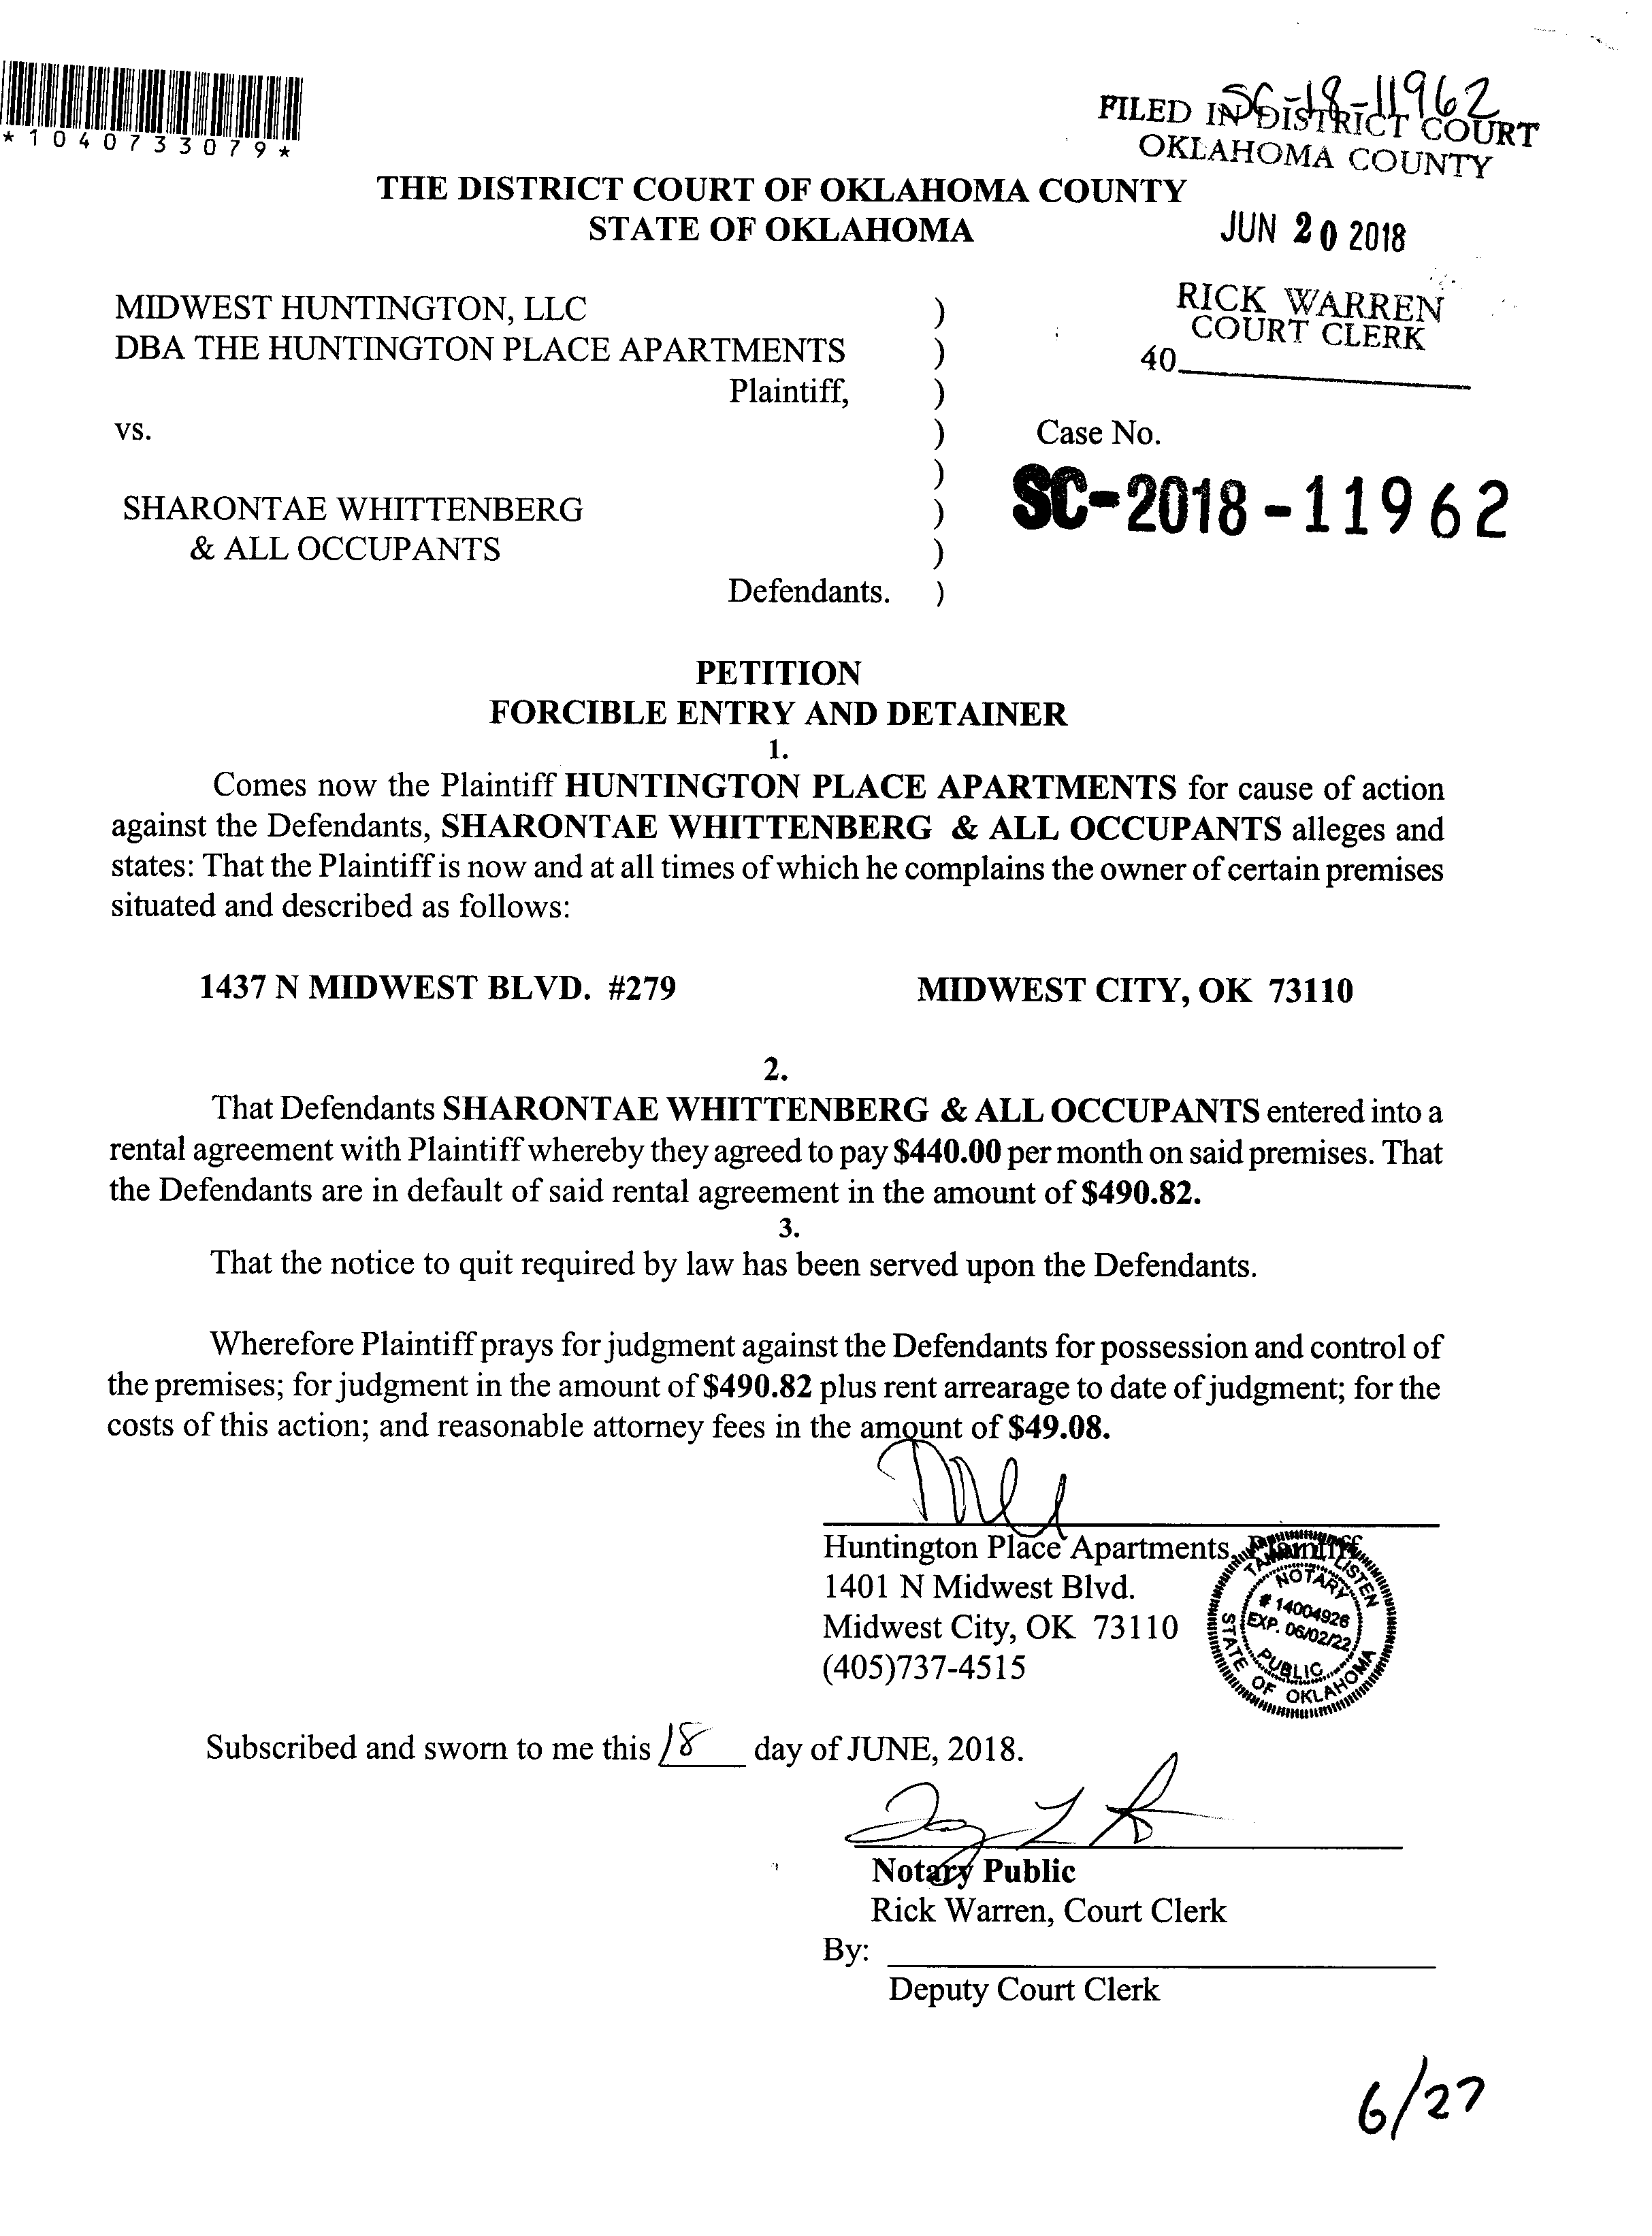 *1040733079*
SC-18-11962
FILED IN DISTRICT COURT
OKLAHOMA COUNTY
THE DISTRICT COURT OF OKLAHOMA COUNTY
STATE OF OKLAHOMA
JUN 20 2018
MIDWEST HUNTINGTON, LLC )
DBA THE HUNTINGTON PLACE APARTMENTS )
Plaintiff, )
RICK WARREN
COURT CLERK
40
vs. )
Case No.
)
SC-2018-11962
SHARONTAE WHITTENBERG )
& ALL OCCUPANTS )
Defendants. )
PETITION
FORCIBLE ENTRY AND DETAINER
1.
Comes now the Plaintiff HUNTINGTON PLACE APARTMENTS for cause of action
against the Defendants, SHARONTAE WHITTENBERG & ALL OCCUPANTS alleges and
states: That the Plaintiff is now and at all times of which he complains the owner of certain premises
situated and described as follows:
1437 N MIDWEST BLVD. #279 MIDWEST CITY, OK 73110
2.
That Defendants SHARONTAE WHITTENBERG & ALL OCCUPANTS entered into a
rental agreement with Plaintiff whereby they agreed to pay $440.00 per month on said premises. That
the Defendants are in default of said rental agreement in the amount of $490.82.
3.
That the notice to quit required by law has been served upon the Defendants.
Wherefore Plaintiff prays for judgment against the Defendants for possession and control of
the premises; for judgment in the amount of $490.82 plus rent arrearage to date of judgment; for the
costs of this action; and reasonable attorney fees in the amount of $49.08.
Huntington Place Apartments, Plaintiff
1401 N Midwest Blvd.
Midwest City, OK 73110
(405)737-4515
LISTEN
NOTARY
# 14004926
EXP. 06/02/22
PUBLIC
STATE OF OKLAHOMA
Subscribed and sworn to me this 18 day of JUNE, 2018.
Notary Public
Rick Warren, Court Clerk
By:
Deputy Court Clerk
6/27